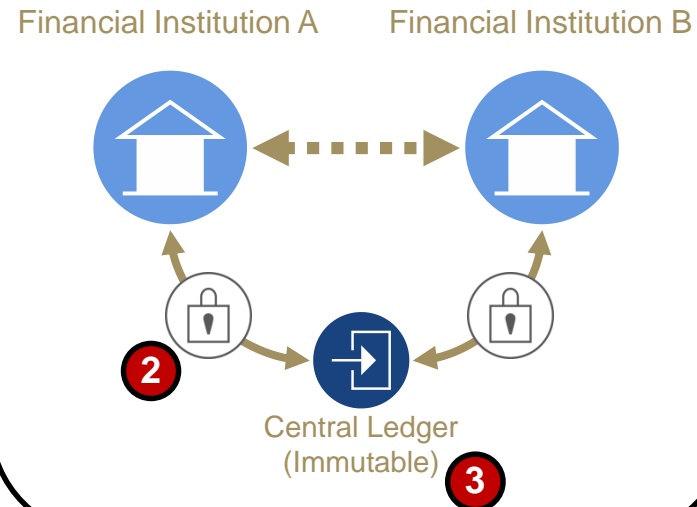 Financial Institution A
Financial Institution B
2
Central Ledger
(Immutable)
3